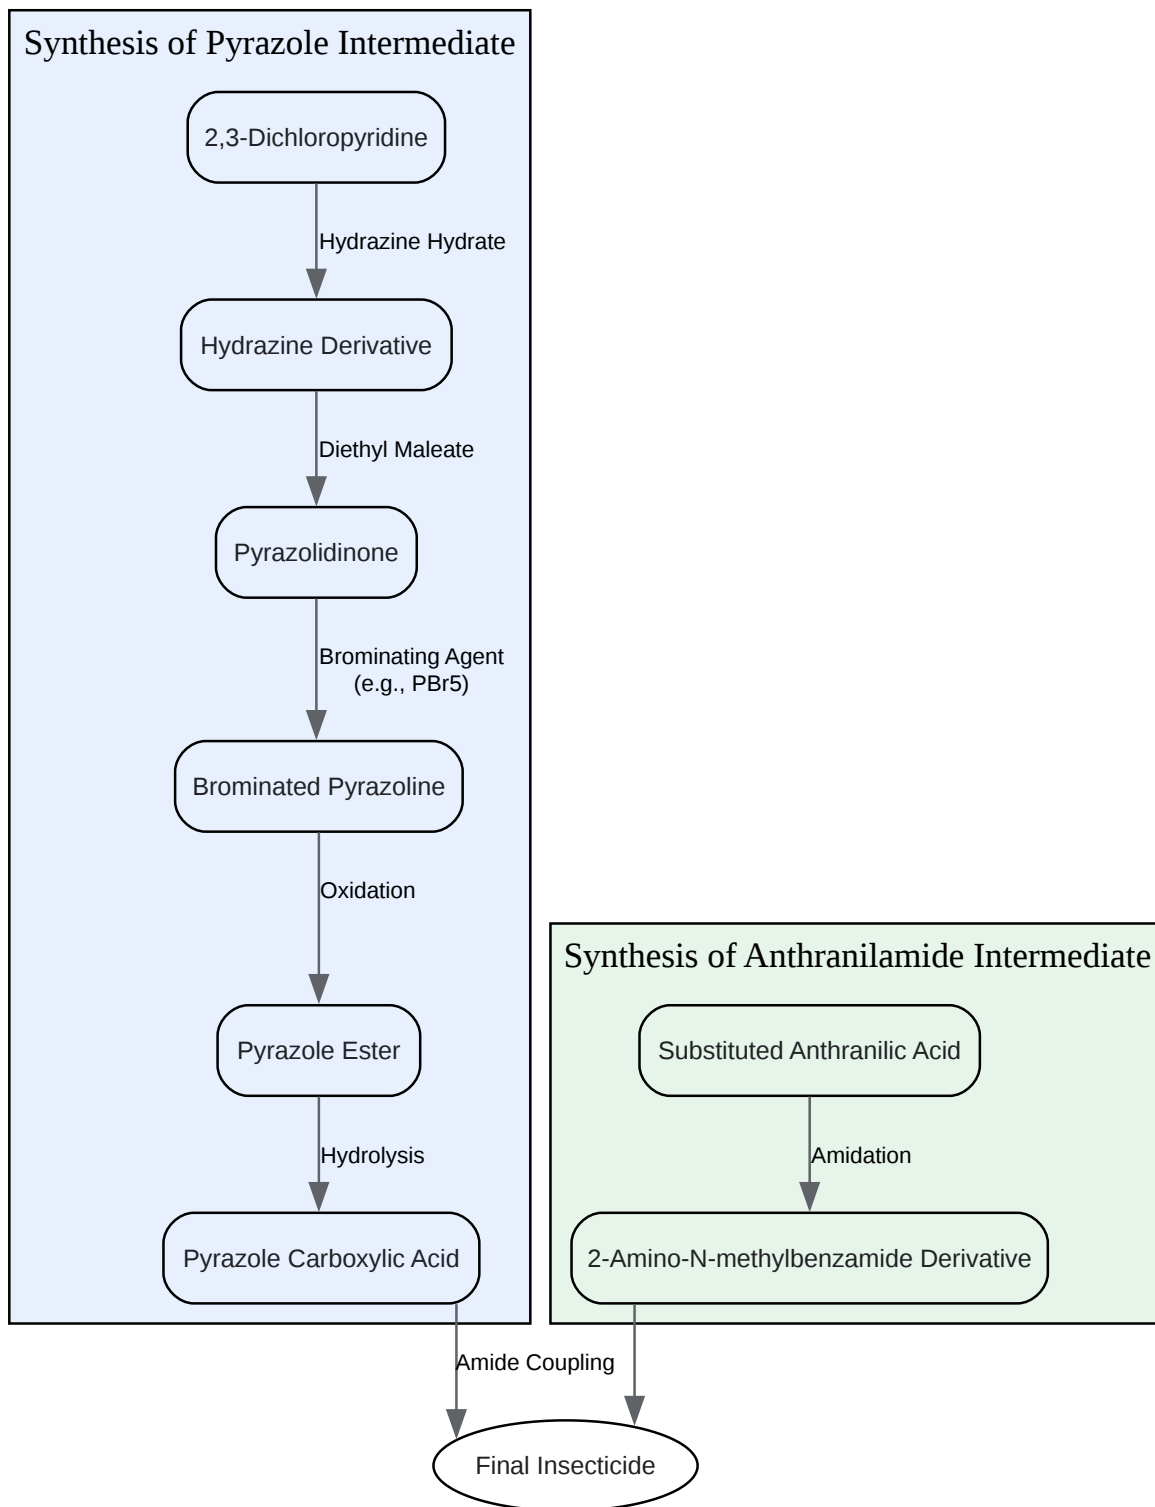 Synthesis of Pyrazole Intermediate
2,3-Dichloropyridine
Hydrazine Hydrate
Hydrazine Derivative
Diethyl Maleate
Pyrazolidinone
Brominating Agent
(e.g., PBr5)
Brominated Pyrazoline
Oxidation
Pyrazole Ester
Hydrolysis
Pyrazole Carboxylic Acid
Synthesis of Anthranilamide Intermediate
Substituted Anthranilic Acid
Amidation
2-Amino-N-methylbenzamide Derivative
Amide Coupling
Final Insecticide